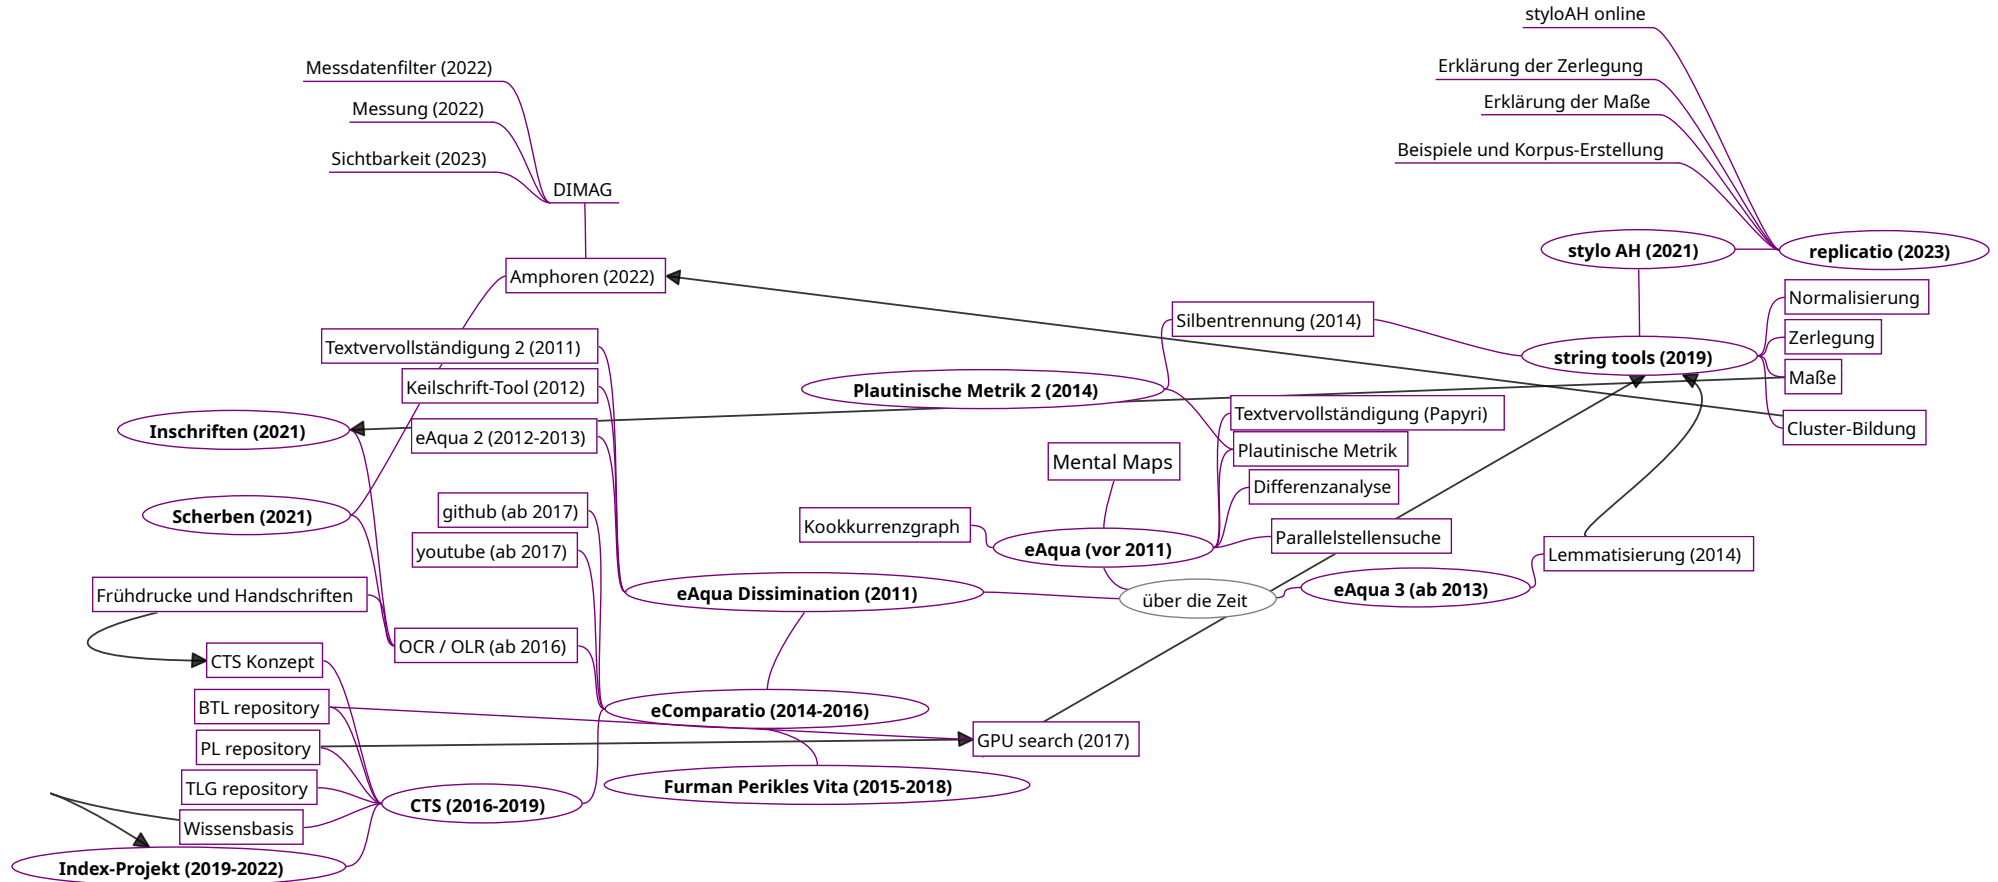 styloAH online
Messdatenfilter (2022)
Erklärung der Zerlegung
Messung (2022)
Erklärung der Maße
Sichtbarkeit (2023)
Beispiele und Korpus-Erstellung
DIMAG
stylo AH (2021)
replicatio (2023)
Amphoren (2022)
Normalisierung
Silbentrennung (2014)
Textvervollständigung 2 (2011)
Zerlegung
string tools (2019)
Maße
Keilschrift-Tool (2012)
Plautinische Metrik 2 (2014)
Textvervollständigung (Papyri)
Inschriften (2021)
Cluster-Bildung
eAqua 2 (2012-2013)
Plautinische Metrik
Mental Maps
Differenzanalyse
github (ab 2017)
Scherben (2021)
Kookkurrenzgraph
Parallelstellensuche
youtube (ab 2017)
eAqua (vor 2011)
Lemmatisierung (2014)
Frühdrucke und Handschriften
eAqua Dissimination (2011)
über die Zeit
eAqua 3 (ab 2013)
OCR / OLR (ab 2016)
CTS Konzept
BTL repository
eComparatio (2014-2016)
PL repository
GPU search (2017)
TLG repository
Furman Perikles Vita (2015-2018)
CTS (2016-2019)
Wissensbasis
Index-Projekt (2019-2022)